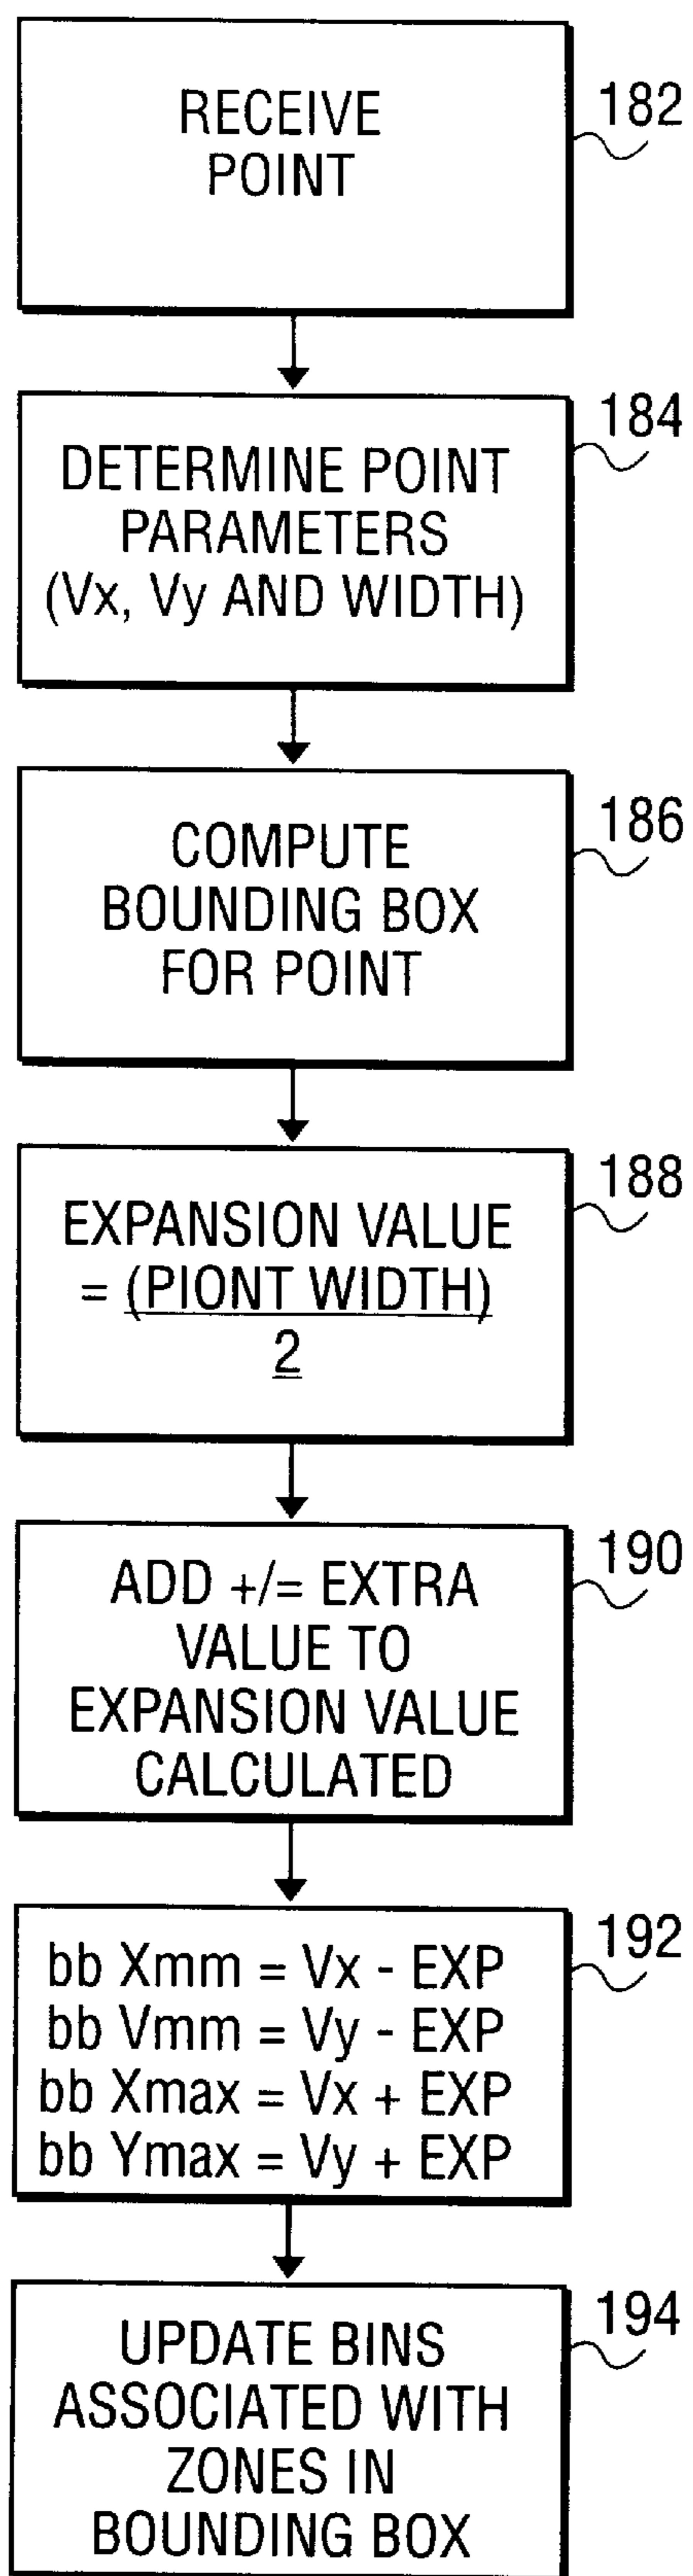 RECEIVE
POINT
182
DETERMINE POINT
PARAMETERS
(Vx, Vy AND WIDTH)
184
COMPUTE
BOUNDING BOX
FOR POINT
186
EXPANSION VALUE
= (PIONT WIDTH)
2
188
ADD +/= EXTRA
VALUE TO
EXPANSION VALUE
CALCULATED
190
bb Xmm = Vx - EXP
bb Vmm = Vy - EXP
bb Xmax = Vx + EXP
bb Ymax = Vy + EXP
192
UPDATE BINS
ASSOCIATED WITH
ZONES IN
BOUNDING BOX
194